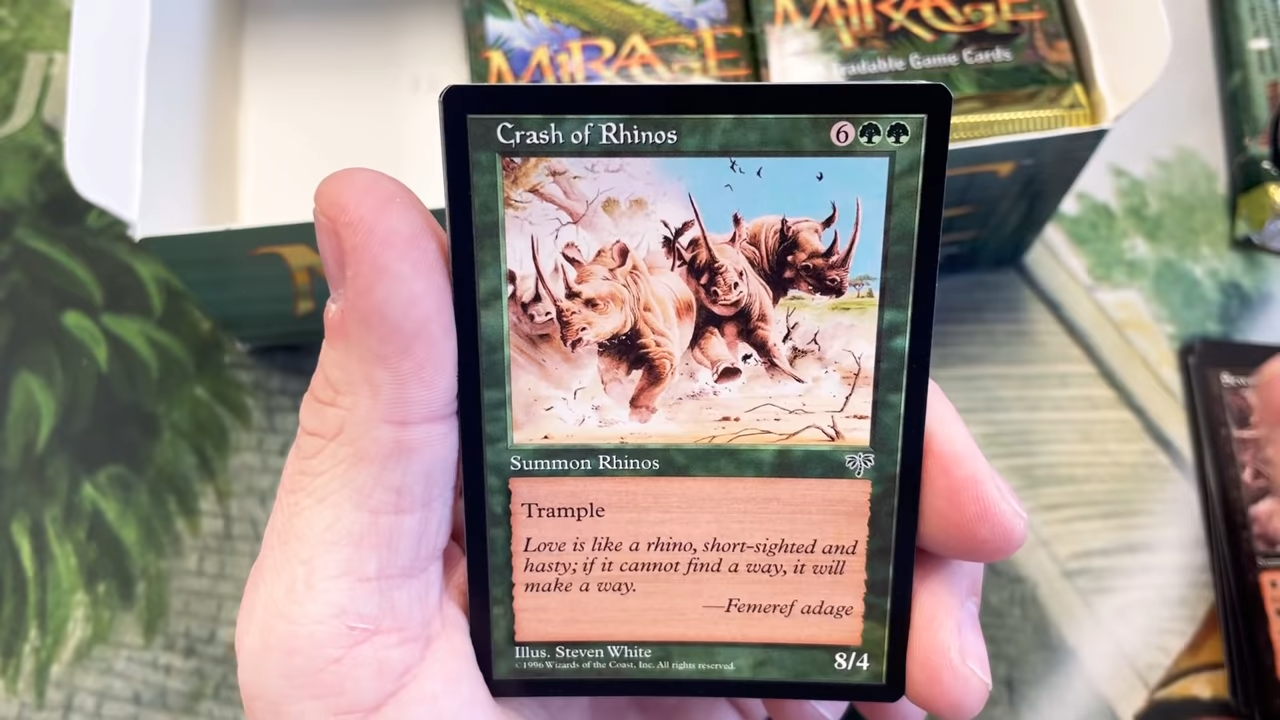 MIRAGE
MIRAGE
Tradable Game Cards
Crash of Rhinos
6
Summon Rhinos
Trample
Love is like a rhino, short-sighted and
hasty; if it cannot find a way, it will
make a way.
—Femeref adage
Illus. Steven White
©1996 Wizards of the Coast, Inc. All rights reserved.
8/4